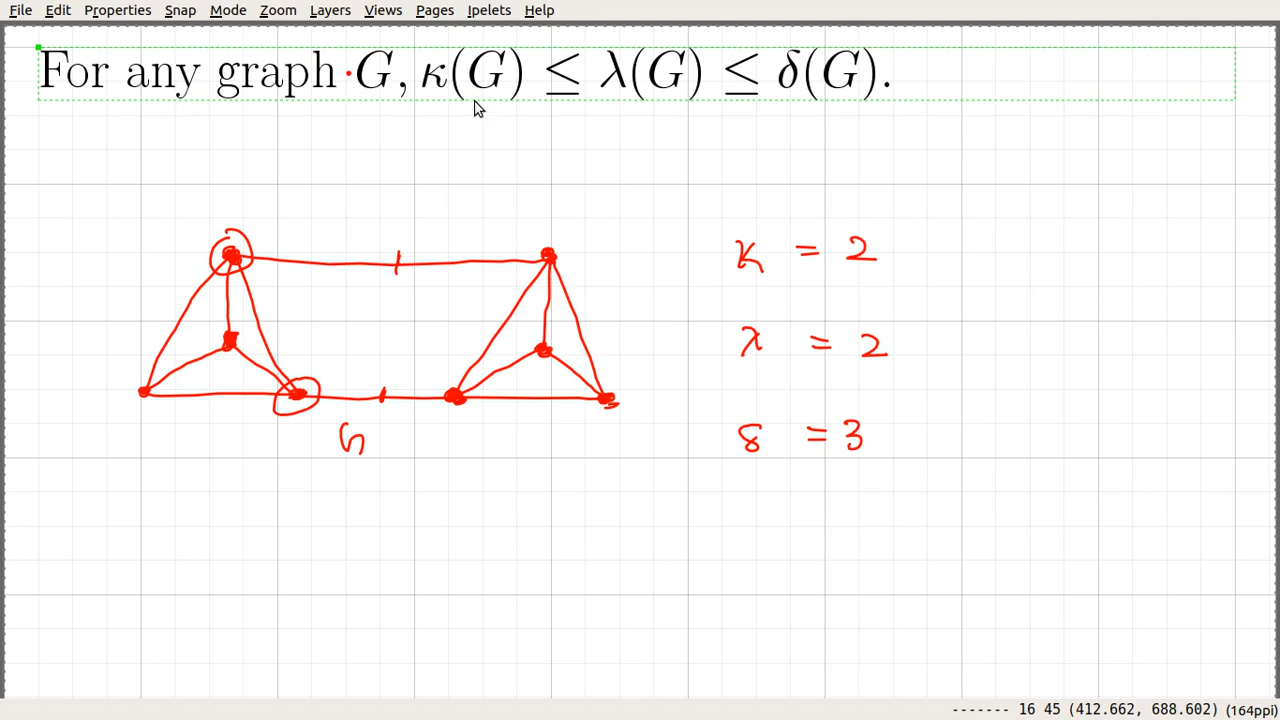 File Edit Properties Snap Mode Zoom Layers Views Pages Ipelets Help
For any graph G, κ(G) ≤ λ(G) ≤ δ(G).
κ = 2
λ = 2
δ = 3
G
------- 16 45 (412.662, 688.602) (164ppi)